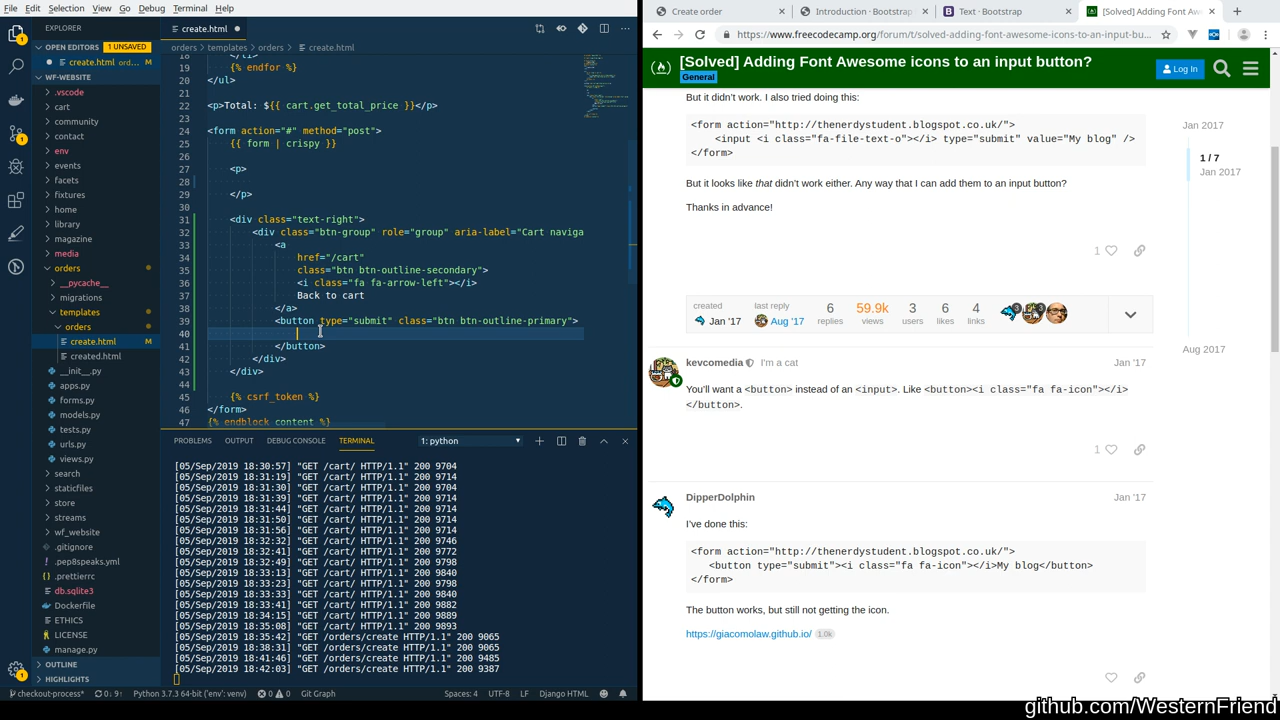 File Edit Selection View Go Debug Terminal Help
EXPLORER
OPEN EDITORS 1 UNSAVED
create.html ord... M
WF-WEBSITE
.vscode
cart
community
contact
env
events
facets
fixtures
home
library
magazine
media
orders
__pycache__
migrations
templates
orders
create.html M
created.html
__init__.py
apps.py
forms.py
models.py
tests.py
urls.py
views.py
search
staticfiles
store
streams
wf_website
.gitignore
.pep8speaks.yml
.prettierrc
db.sqlite3
Dockerfile
ETHICS
LICENSE
manage.py
OUTLINE
HIGHLIGHTS
create.html
orders > templates > orders > create.html
18 </li>
19 {% endfor %}
20 </ul>
21
22 <p>Total: ${{ cart.get_total_price }}</p>
23
24 <form action="#" method="post">
25 {{ form | crispy }}
26
27 <p>
28
29 </p>
30
31 <div class="text-right">
32 <div class="btn-group" role="group" aria-label="Cart naviga
33 <a
34 href="/cart"
35 class="btn btn-outline-secondary">
36 <i class="fa fa-arrow-left"></i>
37 Back to cart
38 </a>
39 <button type="submit" class="btn btn-outline-primary">
40
41 </button>
42 </div>
43 </div>
44
45 {% csrf_token %}
46 </form>
47 {% endblock content %}
PROBLEMS OUTPUT DEBUG CONSOLE TERMINAL 1: python
[05/Sep/2019 18:30:57] "GET /cart/ HTTP/1.1" 200 9704
[05/Sep/2019 18:31:19] "GET /cart/ HTTP/1.1" 200 9714
[05/Sep/2019 18:31:30] "GET /cart/ HTTP/1.1" 200 9704
[05/Sep/2019 18:31:39] "GET /cart/ HTTP/1.1" 200 9714
[05/Sep/2019 18:31:44] "GET /cart/ HTTP/1.1" 200 9714
[05/Sep/2019 18:31:50] "GET /cart/ HTTP/1.1" 200 9714
[05/Sep/2019 18:31:56] "GET /cart/ HTTP/1.1" 200 9714
[05/Sep/2019 18:32:32] "GET /cart/ HTTP/1.1" 200 9746
[05/Sep/2019 18:32:41] "GET /cart/ HTTP/1.1" 200 9772
[05/Sep/2019 18:32:49] "GET /cart/ HTTP/1.1" 200 9798
[05/Sep/2019 18:33:13] "GET /cart/ HTTP/1.1" 200 9840
[05/Sep/2019 18:33:23] "GET /cart/ HTTP/1.1" 200 9798
[05/Sep/2019 18:33:33] "GET /cart/ HTTP/1.1" 200 9840
[05/Sep/2019 18:33:41] "GET /cart/ HTTP/1.1" 200 9882
[05/Sep/2019 18:34:15] "GET /cart/ HTTP/1.1" 200 9889
[05/Sep/2019 18:35:08] "GET /cart/ HTTP/1.1" 200 9893
[05/Sep/2019 18:35:42] "GET /orders/create HTTP/1.1" 200 9065
[05/Sep/2019 18:38:31] "GET /orders/create HTTP/1.1" 200 9065
[05/Sep/2019 18:41:46] "GET /orders/create HTTP/1.1" 200 9485
[05/Sep/2019 18:42:03] "GET /orders/create HTTP/1.1" 200 9387
checkout-process* 0↓ 9↑ Python 3.7.3 64-bit ('env': venv) 0 0 Git Graph Spaces: 4 UTF-8 LF Django HTML
Create order
Introduction · Bootstrap
Text · Bootstrap
[Solved] Adding Font Aw
https://www.freecodecamp.org/forum/t/solved-adding-font-awesome-icons-to-an-input-bu...
[Solved] Adding Font Awesome icons to an input button?
General
Log In
But it didn't work. I also tried doing this:
<form action="http://thenerdystudent.blogspot.co.uk/">
<input <i class="fa-file-text-o"></i> type="submit" value="My blog" />
</form>
But it looks like that didn't work either. Any way that I can add them to an input button?
Thanks in advance!
1
created
Jan '17
last reply
Aug '17
6
replies
59.9k
views
3
users
6
likes
4
links
kevcomedia I'm a cat Jan '17
You'll want a <button> instead of an <input>. Like <button><i class="fa fa-icon"></i>
</button>.
1
DipperDolphin Jan '17
I've done this:
<form action="http://thenerdystudent.blogspot.co.uk/">
<button type="submit"><i class="fa fa-icon"></i>My blog</button>
</form>
The button works, but still not getting the icon.
https://giacomolaw.github.io/ 1.0k
Jan 2017
1 / 7
Jan 2017
Aug 2017
github.com/WesternFriend